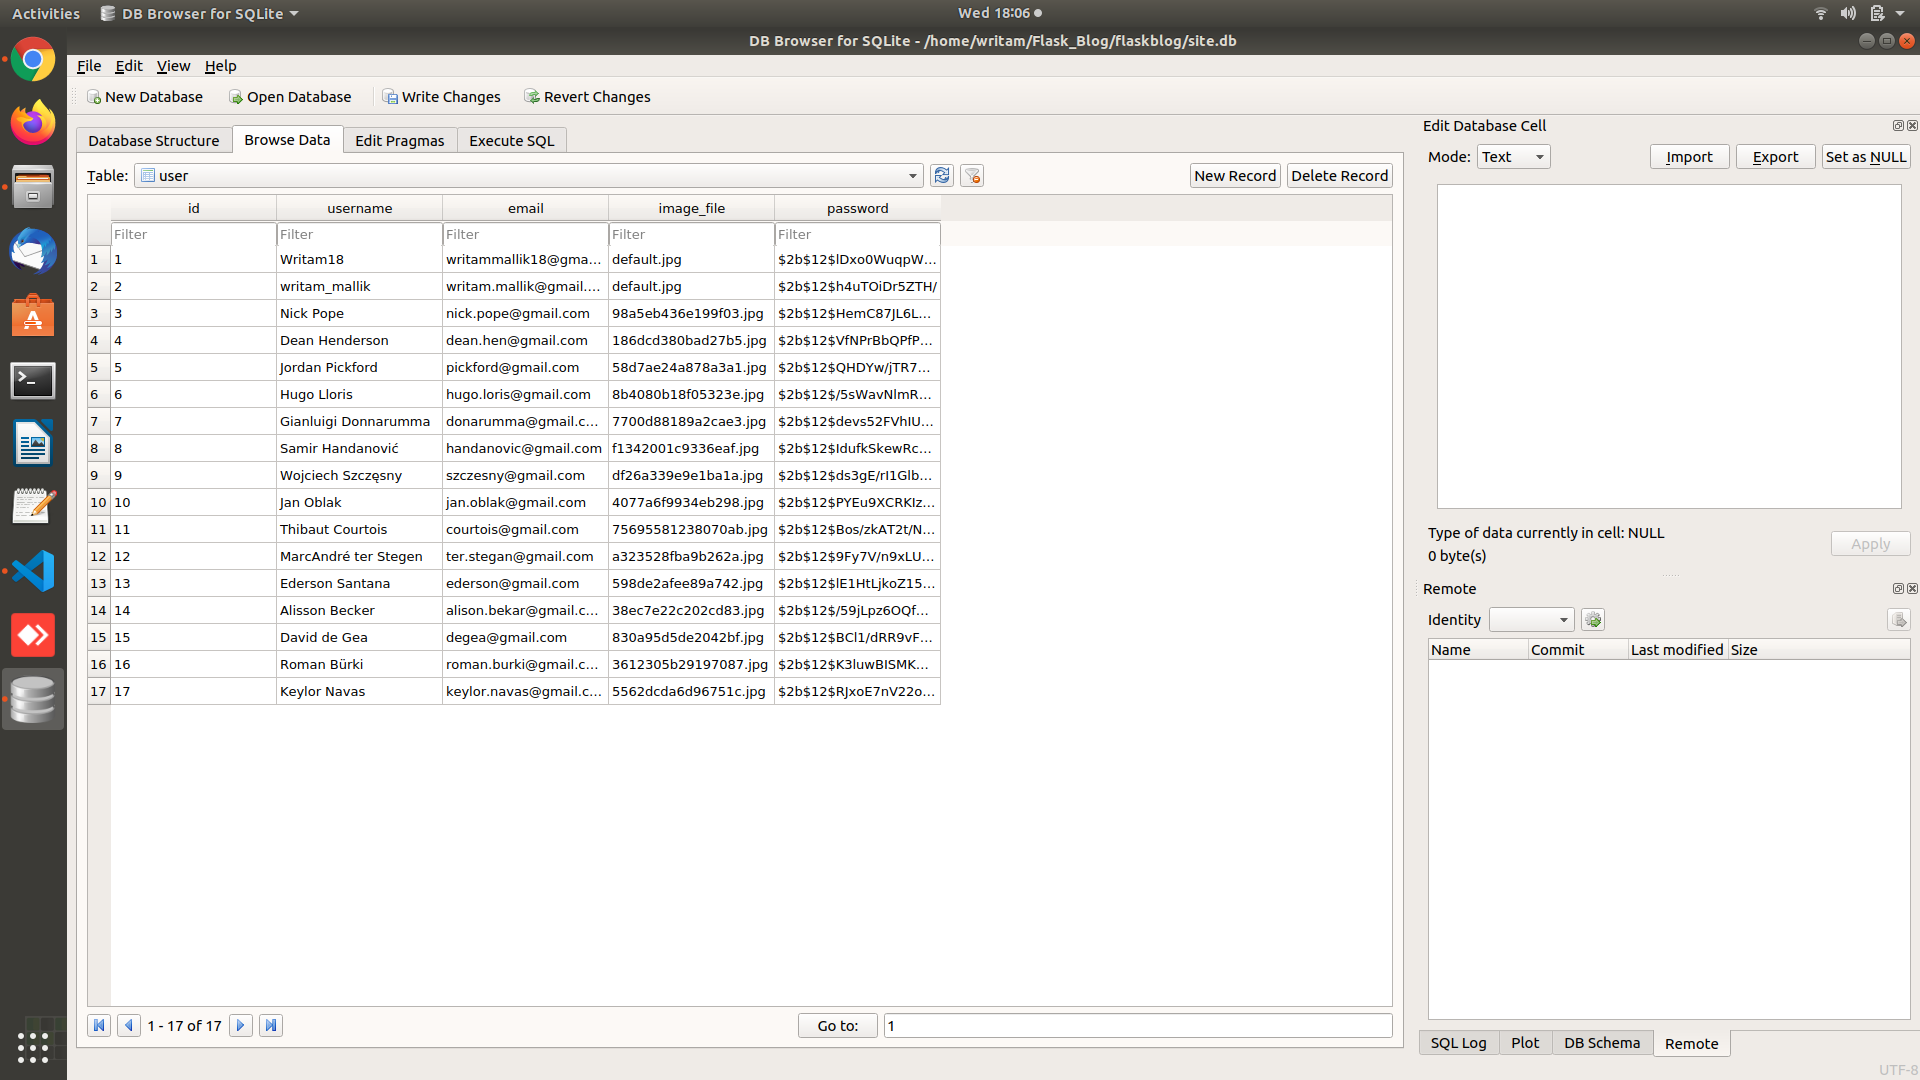 Activities DB Browser for SQLite Wed 18:06
DB Browser for SQLite - /home/writam/Flask_Blog/flaskblog/site.db
File Edit View Help
New Database Open Database Write Changes Revert Changes
Database Structure Browse Data Edit Pragmas Execute SQL
Table: user New Record Delete Record
id username email image_file password
Filter Filter Filter Filter Filter
1 1 Writam18 writammallik18@gma... default.jpg $2b$12$lDxo0WuqpW...
2 2 writam_mallik writam.mallik@gmail.... default.jpg $2b$12$h4uTOiDr5ZTH/
3 3 Nick Pope nick.pope@gmail.com 98a5eb436e199f03.jpg $2b$12$HemC87JL6L...
4 4 Dean Henderson dean.hen@gmail.com 186dcd380bad27b5.jpg $2b$12$VfNPrBbQPfP...
5 5 Jordan Pickford pickford@gmail.com 58d7ae24a878a3a1.jpg $2b$12$QHDYw/jTR7...
6 6 Hugo Lloris hugo.loris@gmail.com 8b4080b18f05323e.jpg $2b$12$/5sWavNlmR...
7 7 Gianluigi Donnarumma donarumma@gmail.c... 7700d88189a2cae3.jpg $2b$12$devs52FVhIU...
8 8 Samir Handanović handanovic@gmail.com f1342001c9336eaf.jpg $2b$12$IdufkSkewRc...
9 9 Wojciech Szczęsny szczesny@gmail.com df26a339e9e1ba1a.jpg $2b$12$ds3gE/rI1Glb...
10 10 Jan Oblak jan.oblak@gmail.com 4077a6f9934eb298.jpg $2b$12$PYEu9XCRKIz...
11 11 Thibaut Courtois courtois@gmail.com 75695581238070ab.jpg $2b$12$Bos/zkAT2t/N...
12 12 MarcAndré ter Stegen ter.stegan@gmail.com a323528fba9b262a.jpg $2b$12$9Fy7V/n9xLU...
13 13 Ederson Santana ederson@gmail.com 598de2afee89a742.jpg $2b$12$lE1HtLjkoZ15...
14 14 Alisson Becker alison.bekar@gmail.c... 38ec7e22c202cd83.jpg $2b$12$/59jLpz6OQf...
15 15 David de Gea degea@gmail.com 830a95d5de2042bf.jpg $2b$12$BCl1/dRR9vF...
16 16 Roman Bürki roman.burki@gmail.c... 3612305b29197087.jpg $2b$12$K3luwBISMK...
17 17 Keylor Navas keylor.navas@gmail.c... 5562dcda6d96751c.jpg $2b$12$RJxoE7nV22o...
1 - 17 of 17 Go to: 1
Edit Database Cell
Mode: Text Import Export Set as NULL
Type of data currently in cell: NULL
0 byte(s)
Apply
Remote
Identity
Name Commit Last modified Size
SQL Log Plot DB Schema Remote
UTF-8